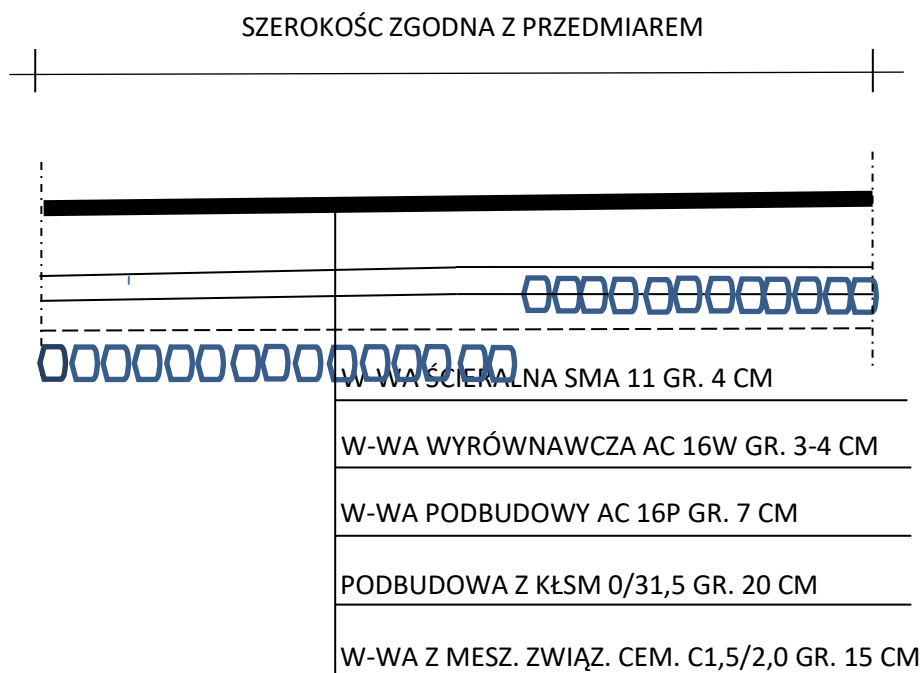 SZEROKOŚC ZGODNA Z PRZEDMIAREM
W-WA ŚCIERALNA SMA 11 GR. 4 CM
W-WA WYRÓWNAWCZA AC 16W GR. 3-4 CM
W-WA PODBUDOWY AC 16P GR. 7 CM
PODBUDOWA Z KŁSM 0/31,5 GR. 20 CM
W-WA Z MESZ. ZWIĄZ. CEM. C1,5/2,0 GR. 15 CM